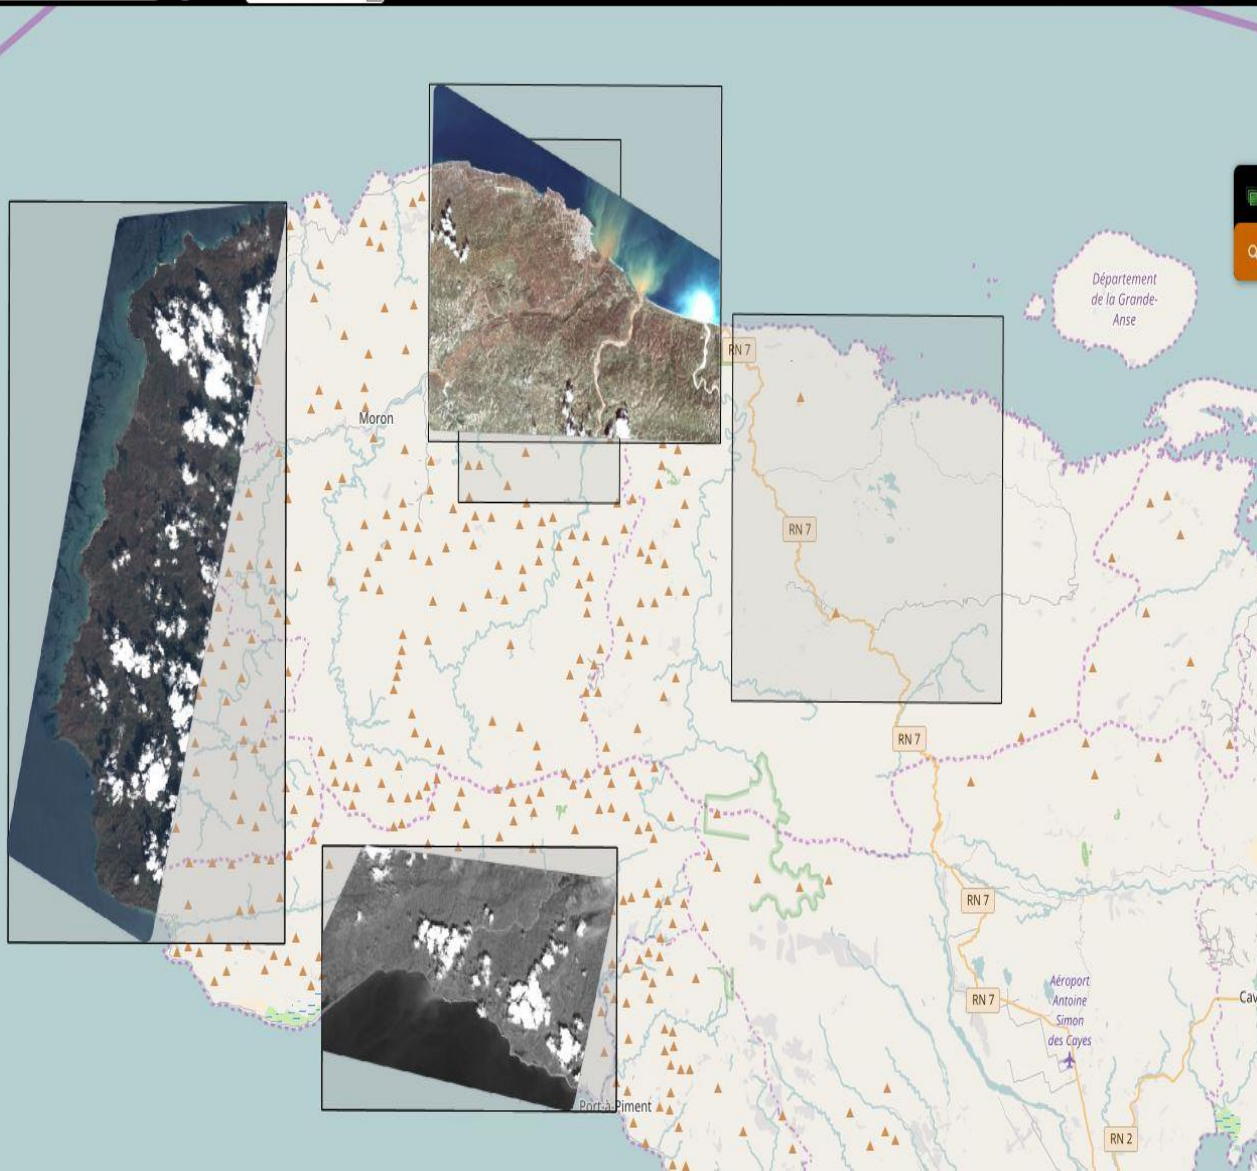 Département
de la Grande-
Anse
RN 7
Moron
RN 7
RN 7
RN 7
Aéroport
Antoine
Simon
des Cayes
RN 7
Cav
Port-à-Piment
RN 2